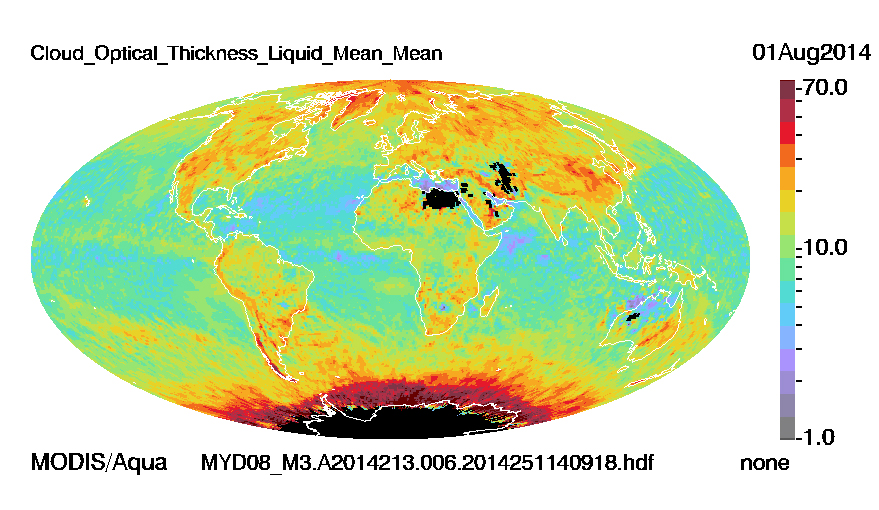 Cloud_Optical_Thickness_Liquid_Mean_Mean
01Aug2014
70.0
10.0
1.0
MODIS/Aqua MYD08_M3.A2014213.006.2014251140918.hdf none